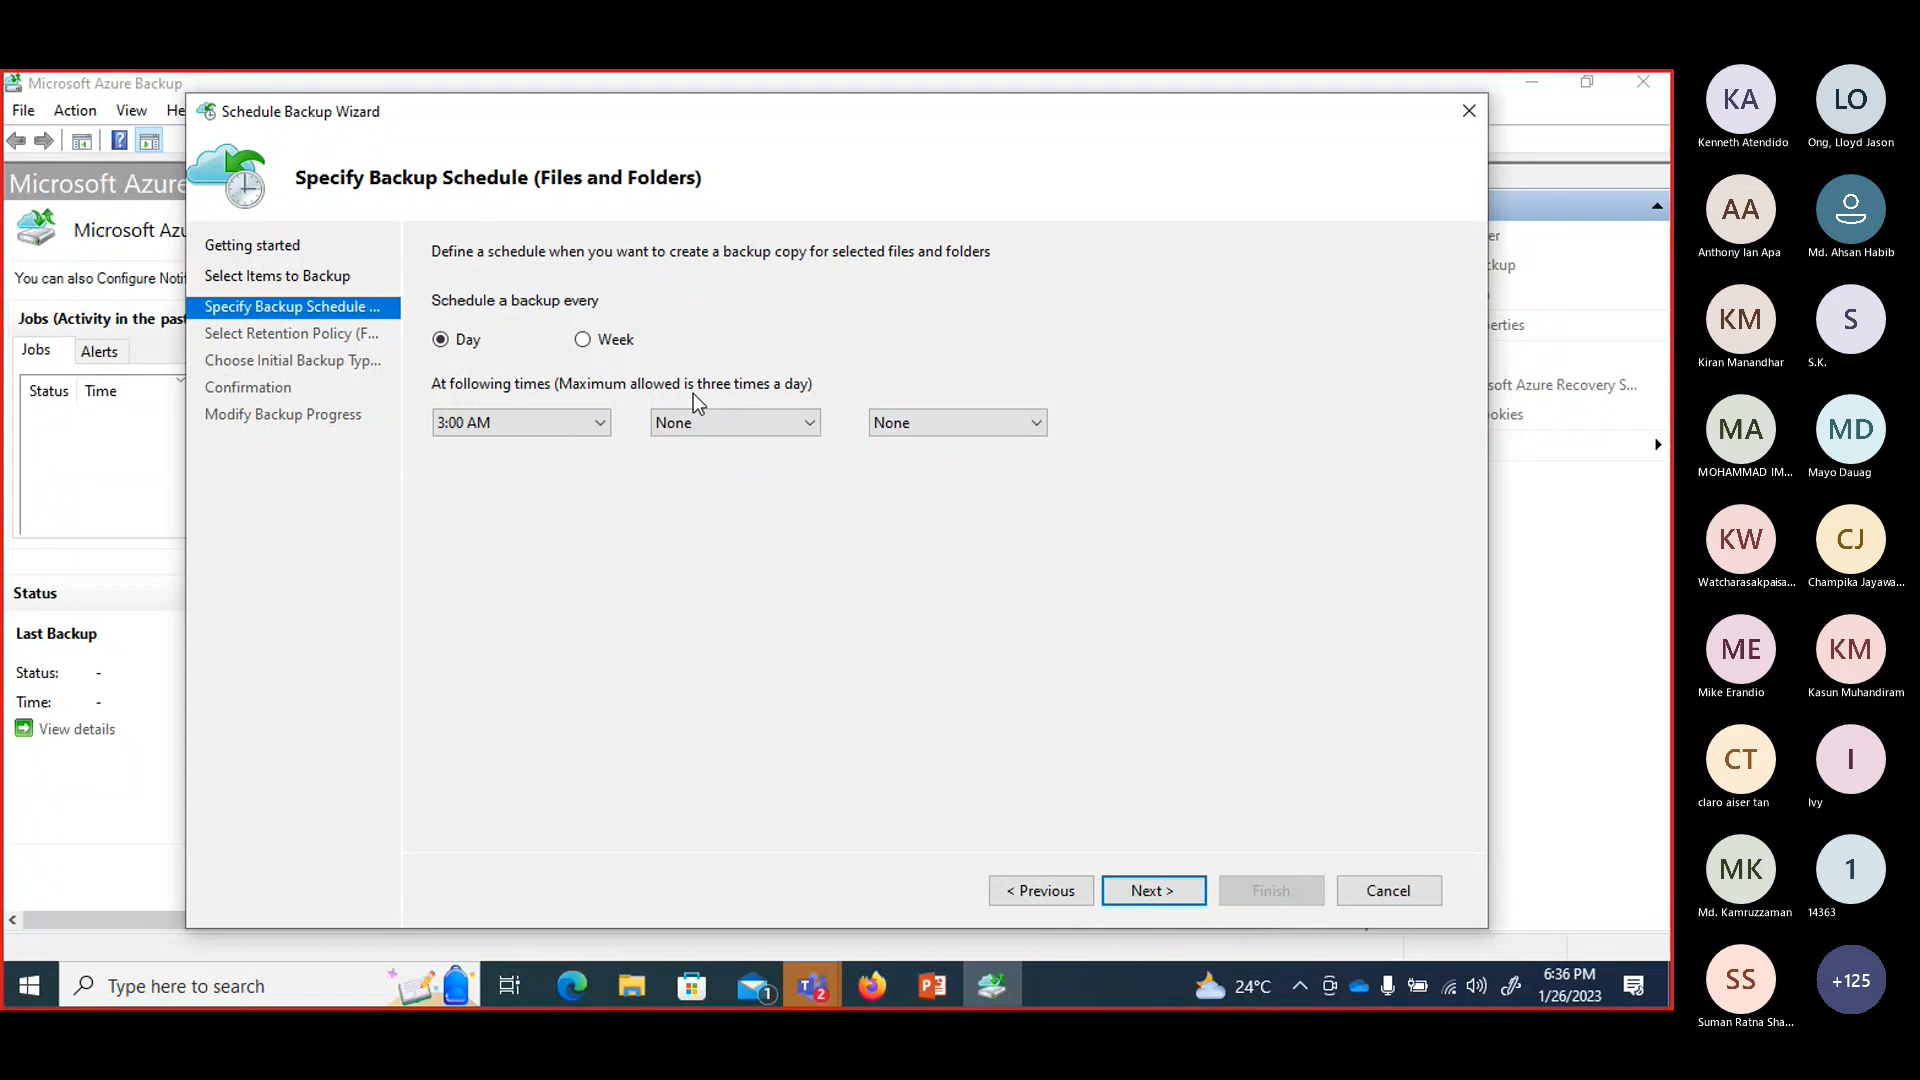 Microsoft Azure Backup
File Action View He
Microsoft Azure
Microsoft Azu
You can also Configure Noti
Jobs (Activity in the past
Jobs Alerts
Status Time
Status
Last Backup
Status: -
Time: -
View details
Schedule Backup Wizard
Specify Backup Schedule (Files and Folders)
Getting started
Select Items to Backup
Specify Backup Schedule ...
Select Retention Policy (F...
Choose Initial Backup Typ...
Confirmation
Modify Backup Progress
Define a schedule when you want to create a backup copy for selected files and folders
Schedule a backup every
Day Week
At following times (Maximum allowed is three times a day)
3:00 AM None None
< Previous Next > Finish Cancel
er
kup
erties
soft Azure Recovery S...
okies
Type here to search
1
2
24°C
6:36 PM
1/26/2023
KA LO
Kenneth Atendido Ong, Lloyd Jason
AA
Anthony Ian Apa Md. Ahsan Habib
KM S
Kiran Manandhar S.K.
MA MD
MOHAMMAD IM... Mayo Dauag
KW CJ
Watcharasakpaisa... Champika Jayawa...
ME KM
Mike Erandio Kasun Muhandiram
CT I
claro aiser tan Ivy
MK 1
Md. Kamruzzaman 14363
SS +125
Suman Ratna Sha...